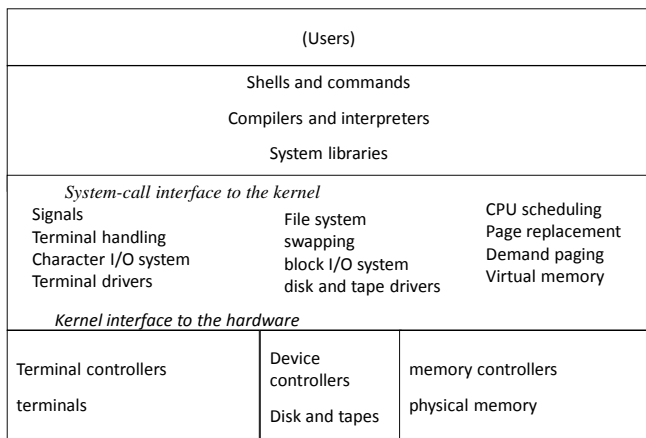 (Users)
Shells and commands
Compilers and interpreters
System libraries
System-call interface to the kernel
Signals
Terminal handling
Character I/O system
Terminal drivers
File system
swapping
block I/O system
disk and tape drivers
CPU scheduling
Page replacement
Demand paging
Virtual memory
Kernel interface to the hardware
Terminal controllers
terminals
Device
controllers
Disk and tapes
memory controllers
physical memory